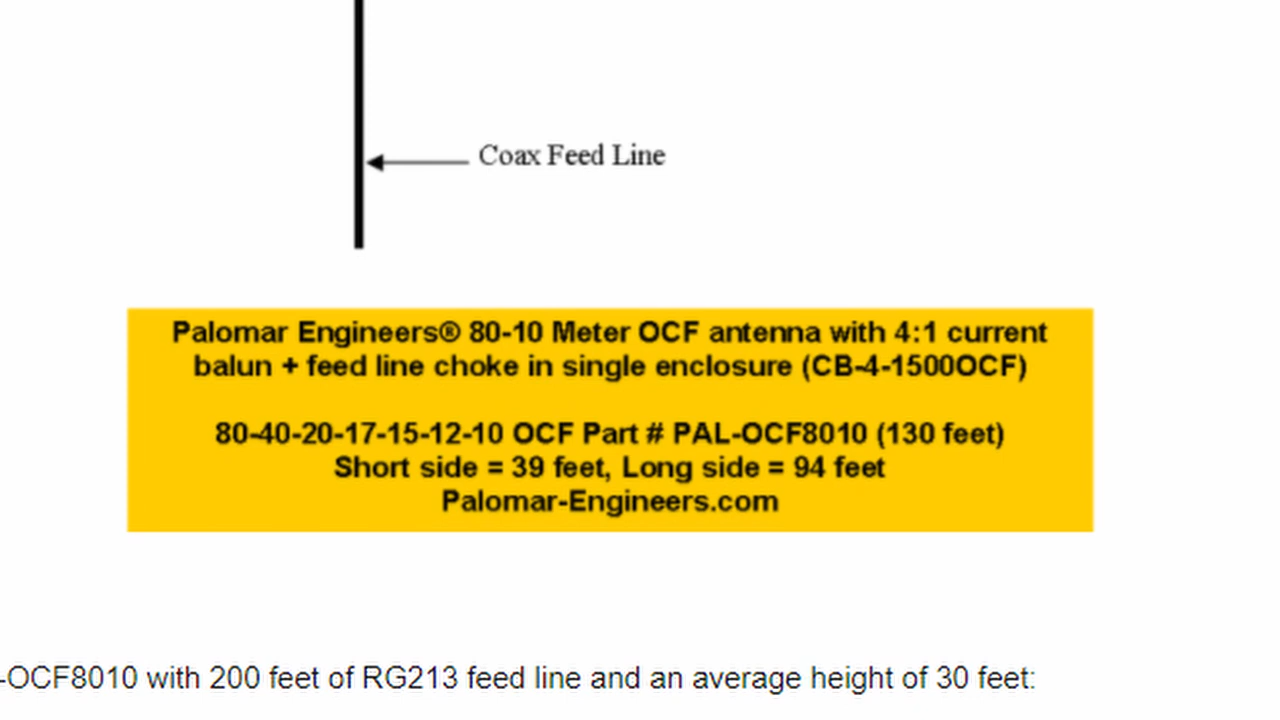 Coax Feed Line
Palomar Engineers® 80-10 Meter OCF antenna with 4:1 current
balun + feed line choke in single enclosure (CB-4-1500OCF)
80-40-20-17-15-12-10 OCF Part # PAL-OCF8010 (130 feet)
Short side = 39 feet, Long side = 94 feet
Palomar-Engineers.com
-OCF8010 with 200 feet of RG213 feed line and an average height of 30 feet: